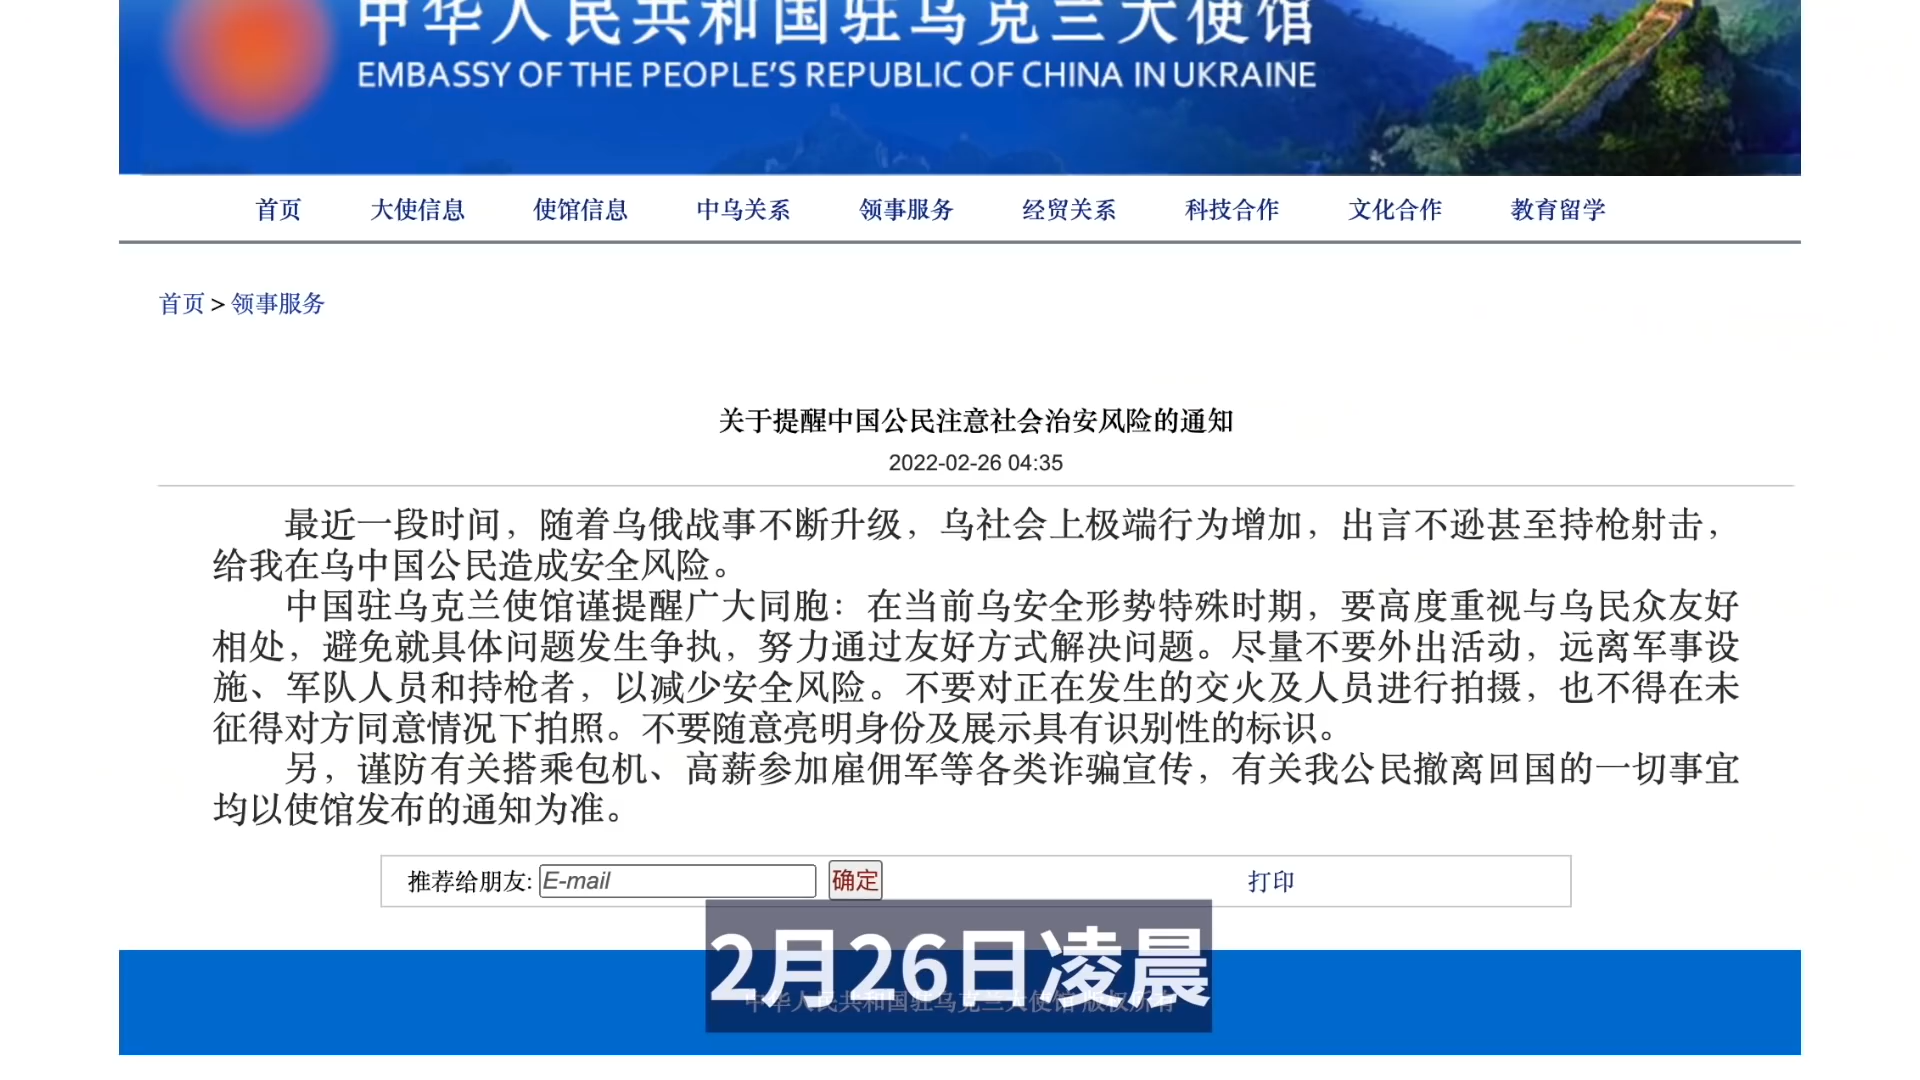 中华人民共和国驻乌克兰大使馆
EMBASSY OF THE PEOPLE'S REPUBLIC OF CHINA IN UKRAINE
首页 大使信息 使馆信息 中乌关系 领事服务 经贸关系 科技合作 文化合作 教育留学
首页 > 领事服务
关于提醒中国公民注意社会治安风险的通知
2022-02-26 04:35
最近一段时间，随着乌俄战事不断升级，乌社会上极端行为增加，出言不逊甚至持枪射击，
给我在乌中国公民造成安全风险。
中国驻乌克兰使馆谨提醒广大同胞：在当前乌安全形势特殊时期，要高度重视与乌民众友好
相处，避免就具体问题发生争执，努力通过友好方式解决问题。尽量不要外出活动，远离军事设
施、军队人员和持枪者，以减少安全风险。不要对正在发生的交火及人员进行拍摄，也不得在未
征得对方同意情况下拍照。不要随意亮明身份及展示具有识别性的标识。
另，谨防有关搭乘包机、高薪参加雇佣军等各类诈骗宣传，有关我公民撤离回国的一切事宜
均以使馆发布的通知为准。
推荐给朋友: E-mail 确定 打印
2月26日凌晨
中华人民共和国驻乌克兰大使馆 版权所有